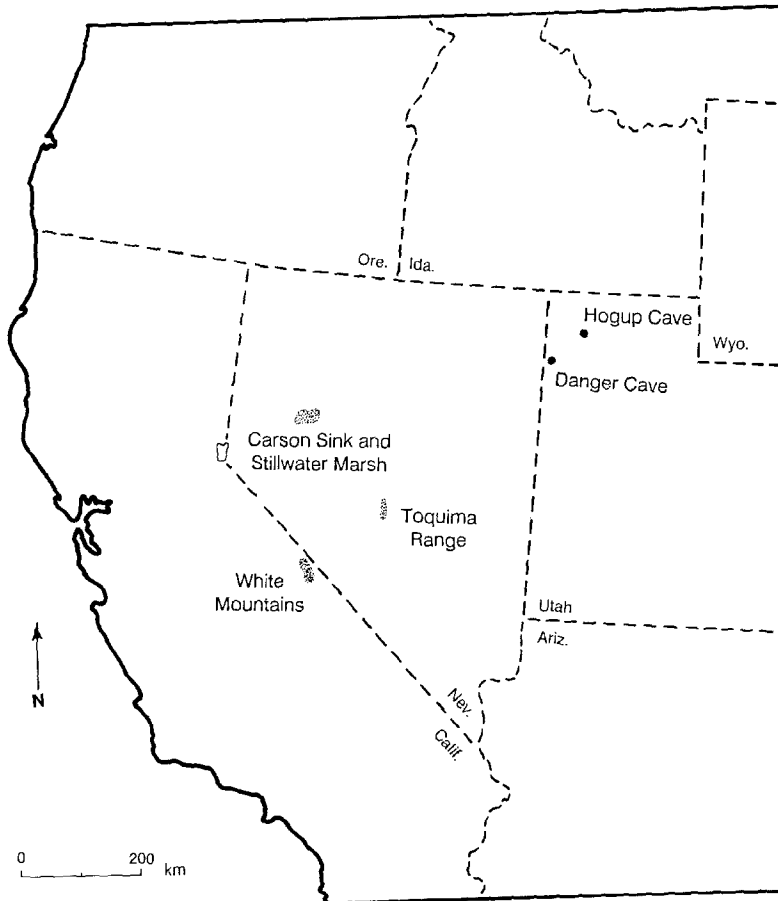 Ore.
Ida.
Hogup Cave
Wyo.
Danger Cave
Carson Sink and
Stillwater Marsh
Toquima
Range
White
Mountains
Utah
Ariz.
N
Nev.
Calif.
0 200 km